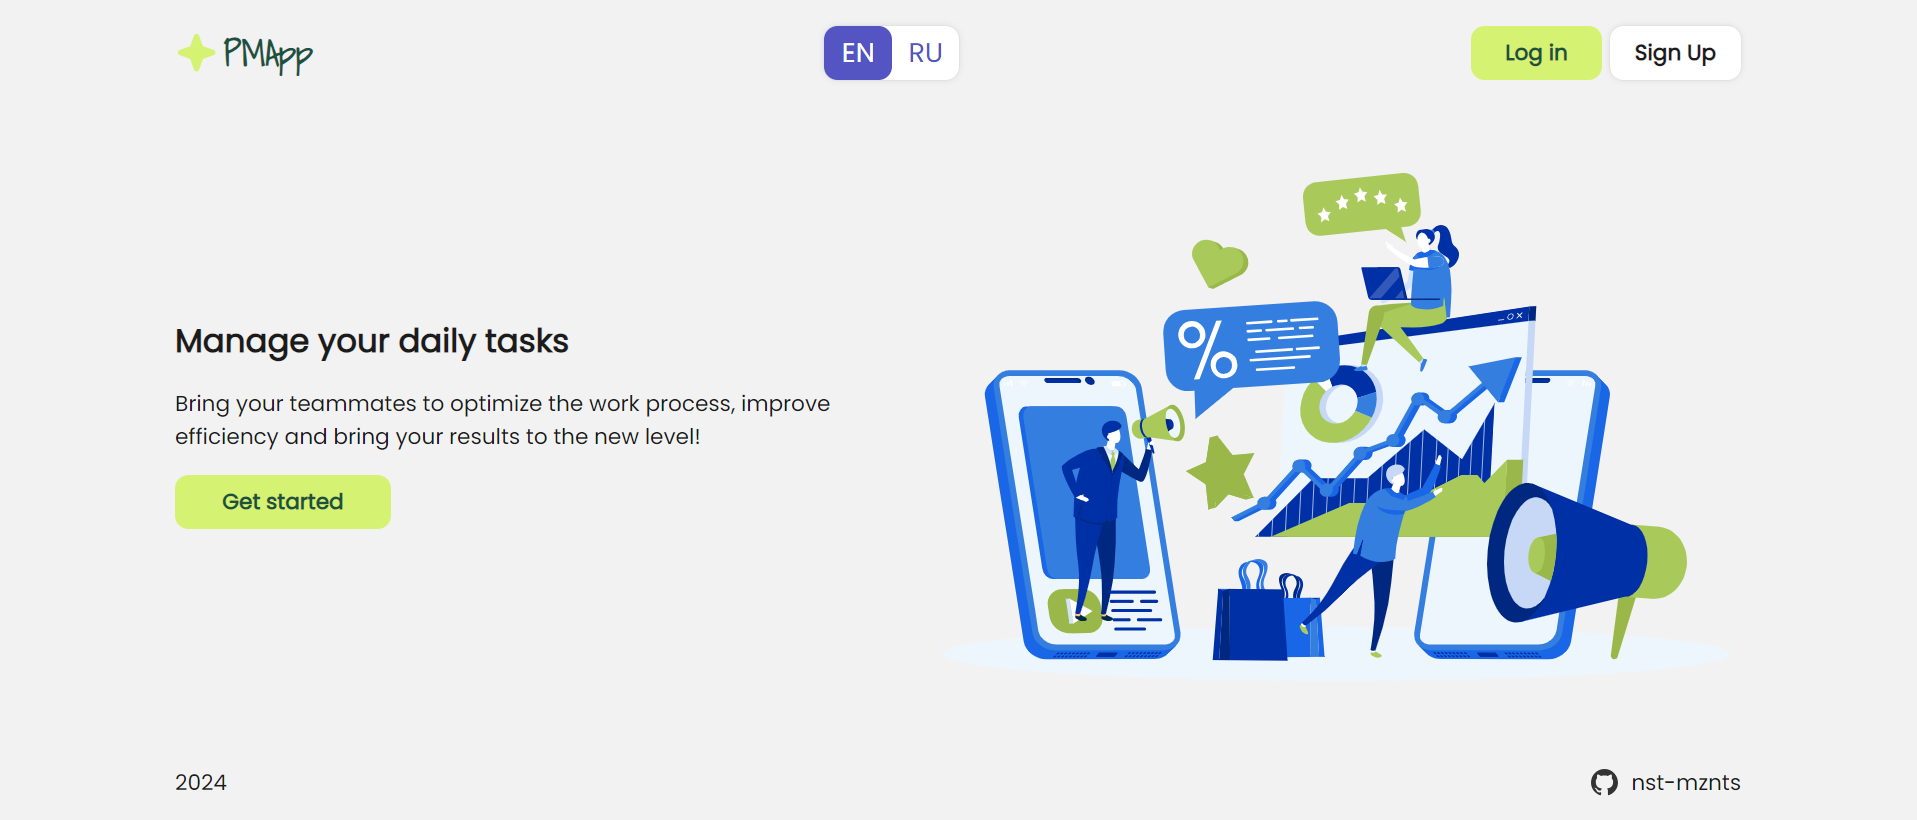 PMApp
EN RU
Log in Sign Up
%
Manage your daily tasks
Bring your teammates to optimize the work process, improve
efficiency and bring your results to the new level!
Get started
2024
nst-mznts